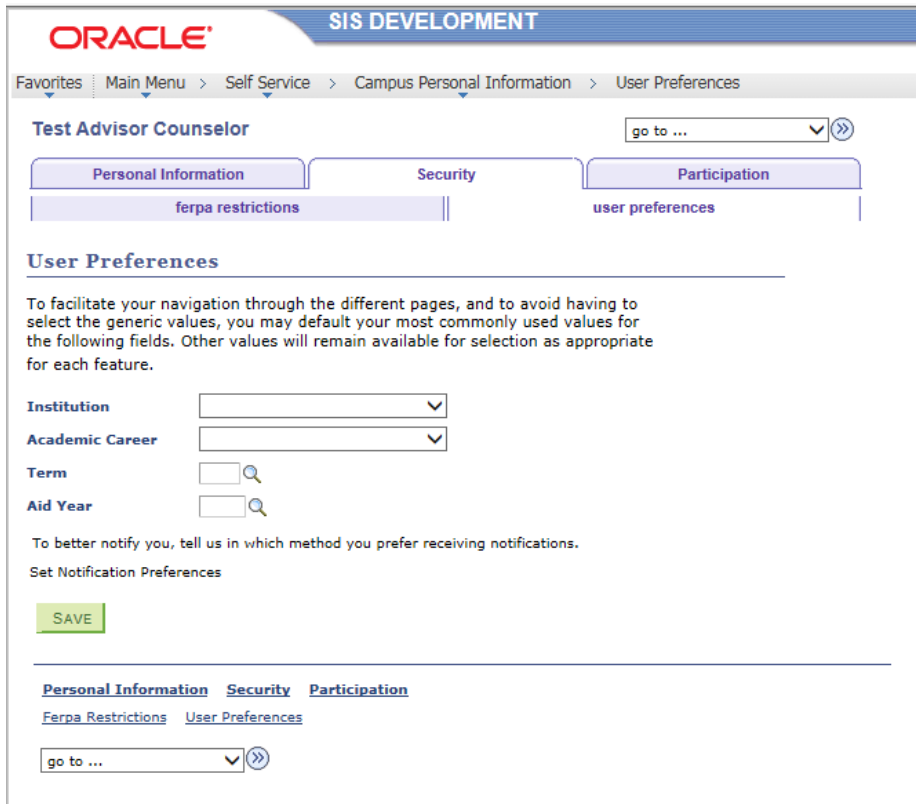 ORACLE
SIS DEVELOPMENT
Favorites Main Menu > Self Service > Campus Personal Information > User Preferences
Test Advisor Counselor
go to ...
Personal Information Security Participation
ferpa restrictions user preferences
User Preferences
To facilitate your navigation through the different pages, and to avoid having to
select the generic values, you may default your most commonly used values for
the following fields. Other values will remain available for selection as appropriate
for each feature.
Institution
Academic Career
Term
Aid Year
To better notify you, tell us in which method you prefer receiving notifications.
Set Notification Preferences
SAVE
Personal Information Security Participation
Ferpa Restrictions User Preferences
go to ...